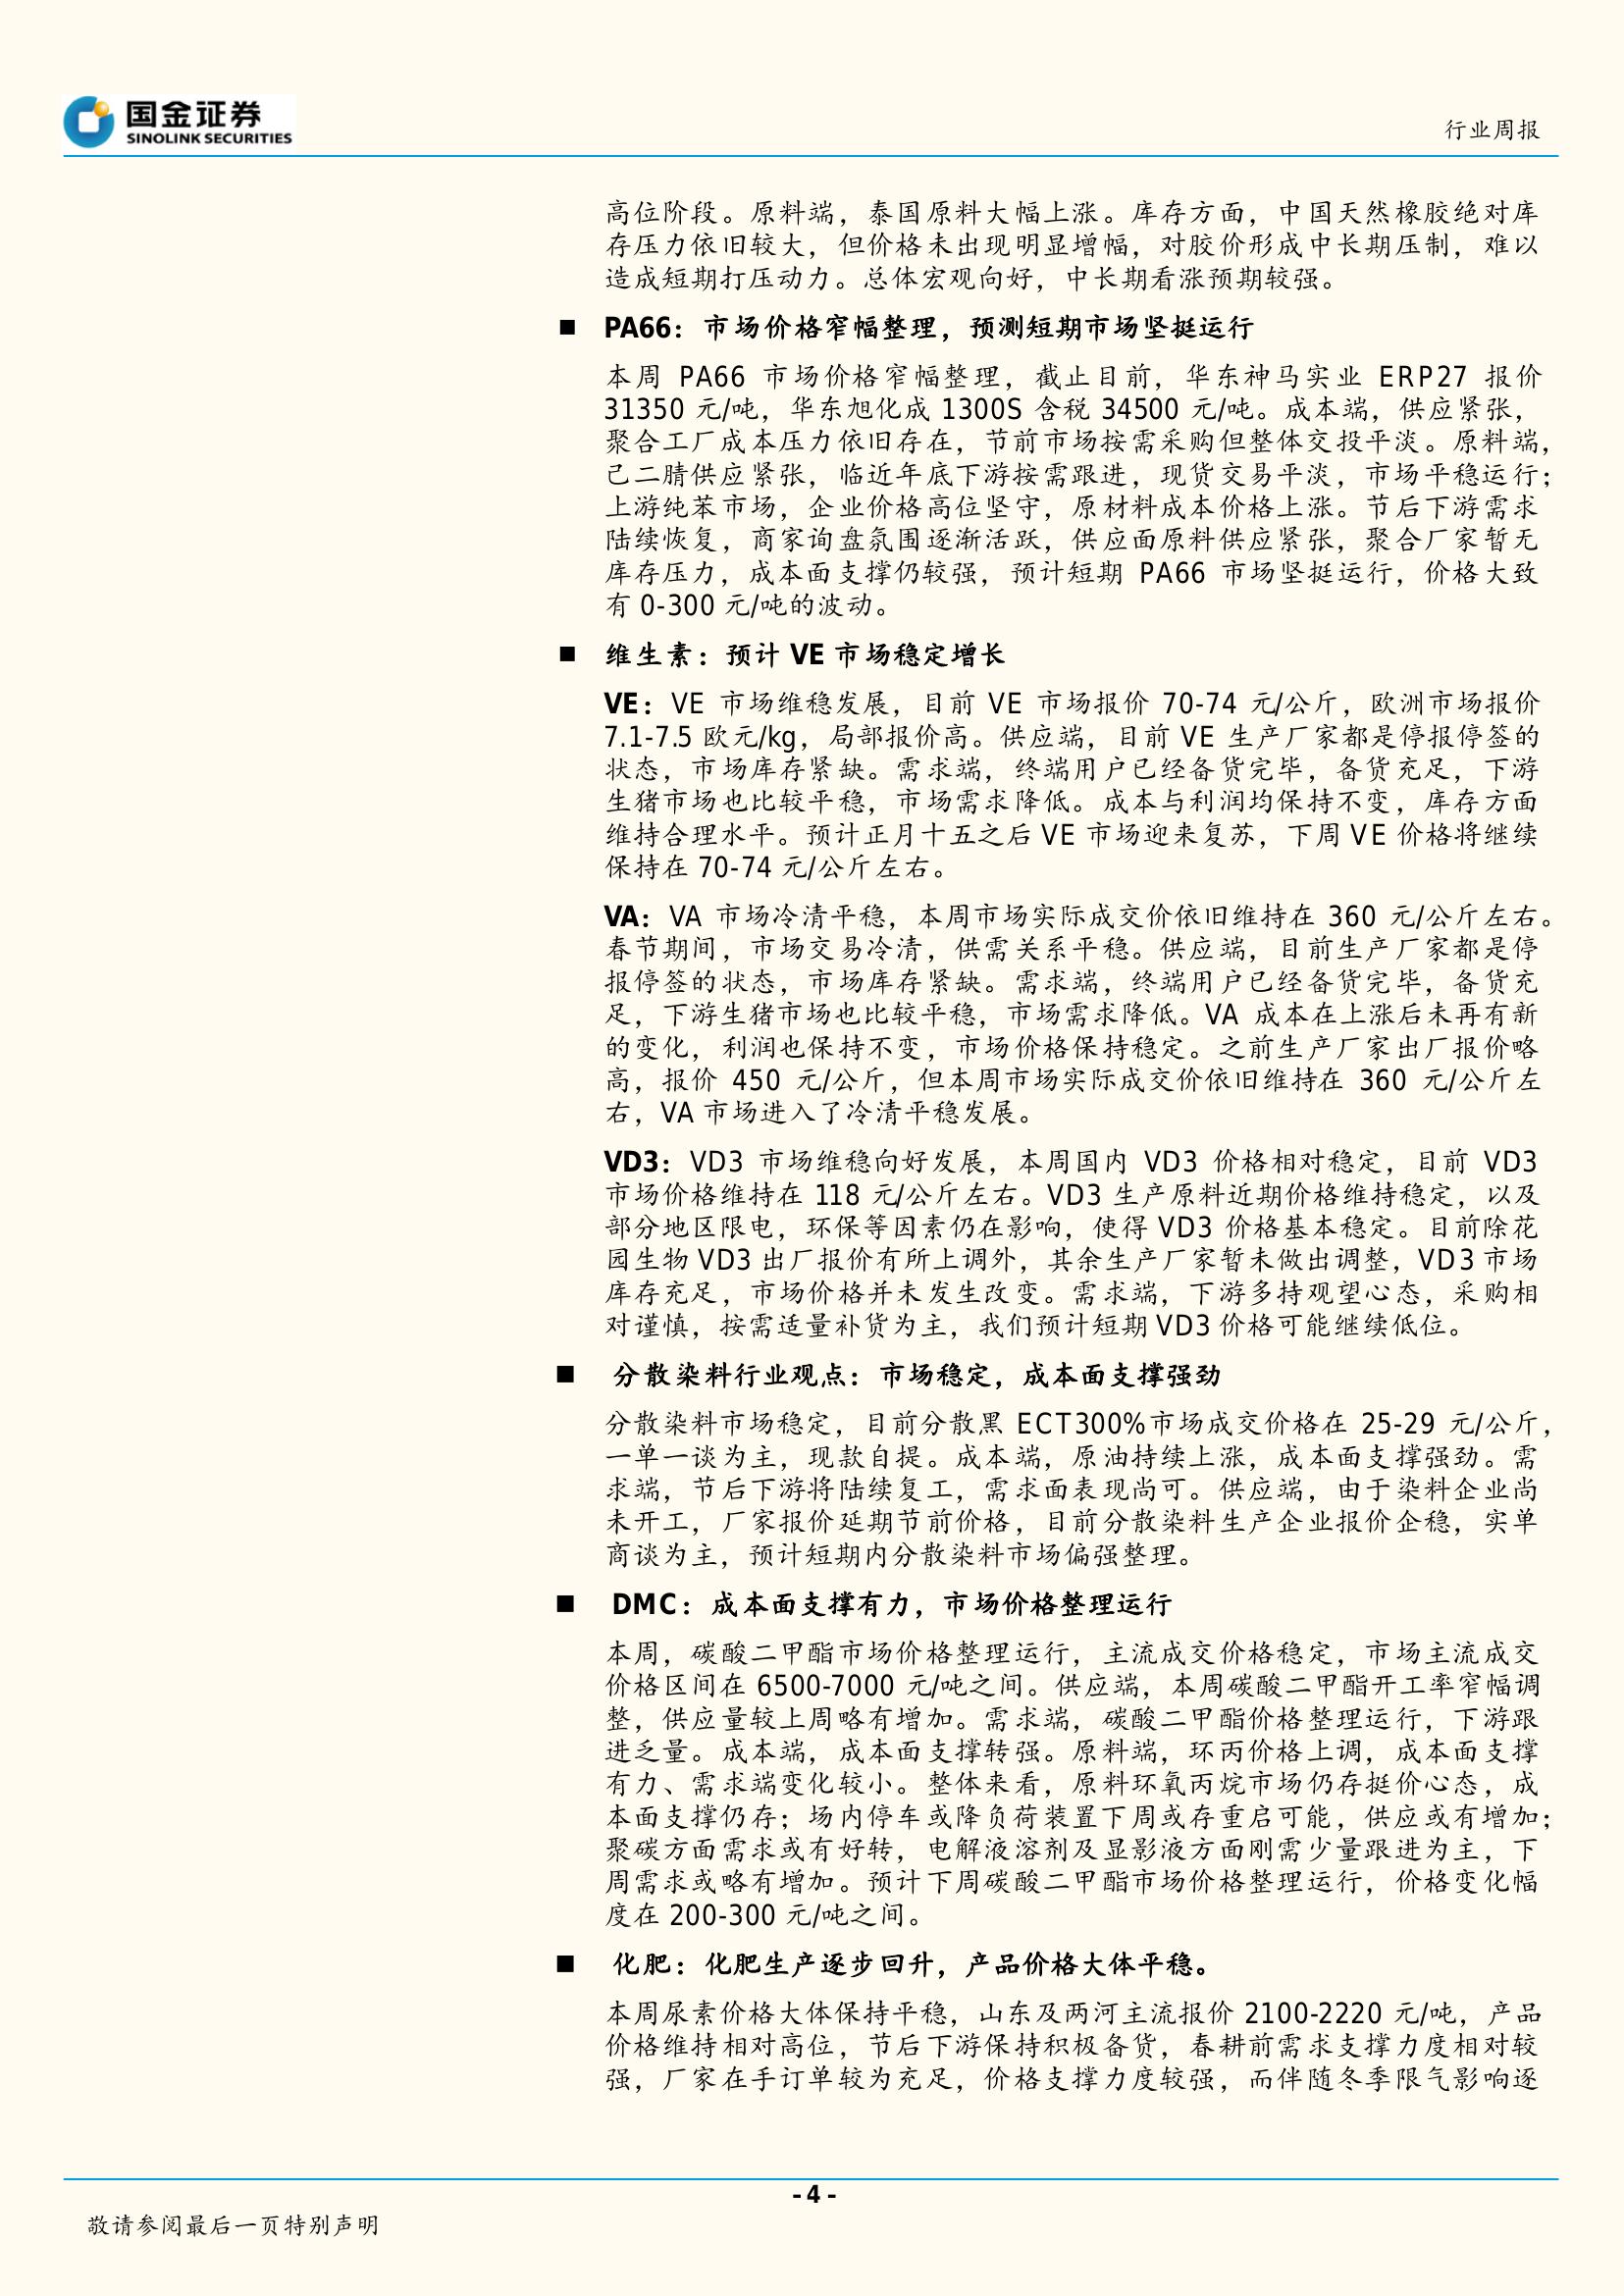 国金证券
SINOLINK SECURITIES
行业周报
高位阶段。原料端，泰国原料大幅上涨。库存方面，中国天然橡胶绝对库
存压力依旧较大，但价格未出现明显增幅，对胶价形成中长期压制，难以
造成短期打压动力。总体宏观向好，中长期看涨预期较强。
■ PA66：市场价格窄幅整理，预测短期市场坚挺运行
本周 PA66 市场价格窄幅整理，截止目前，华东神马实业 ERP27 报价
31350 元/吨，华东旭化成 1300S 含税 34500 元/吨。成本端，供应紧张，
聚合工厂成本压力依旧存在，节前市场按需采购但整体交投平淡。原料端，
己二腈供应紧张，临近年底下游按需跟进，现货交易平淡，市场平稳运行；
上游纯苯市场，企业价格高位坚守，原材料成本价格上涨。节后下游需求
陆续恢复，商家询盘氛围逐渐活跃，供应面原料供应紧张，聚合厂家暂无
库存压力，成本面支撑仍较强，预计短期 PA66 市场坚挺运行，价格大致
有 0-300 元/吨的波动。
■ 维生素：预计 VE 市场稳定增长
VE：VE 市场维稳发展，目前 VE 市场报价 70-74 元/公斤，欧洲市场报价
7.1-7.5 欧元/kg，局部报价高。供应端，目前 VE 生产厂家都是停报停签的
状态，市场库存紧缺。需求端，终端用户已经备货完毕，备货充足，下游
生猪市场也比较平稳，市场需求降低。成本与利润均保持不变，库存方面
维持合理水平。预计正月十五之后 VE 市场迎来复苏，下周 VE 价格将继续
保持在 70-74 元/公斤左右。
VA：VA 市场冷清平稳，本周市场实际成交价依旧维持在 360 元/公斤左右。
春节期间，市场交易冷清，供需关系平稳。供应端，目前生产厂家都是停
报停签的状态，市场库存紧缺。需求端，终端用户已经备货完毕，备货充
足，下游生猪市场也比较平稳，市场需求降低。VA 成本在上涨后未再有新
的变化，利润也保持不变，市场价格保持稳定。之前生产厂家出厂报价略
高，报价 450 元/公斤，但本周市场实际成交价依旧维持在 360 元/公斤左
右，VA 市场进入了冷清平稳发展。
VD3：VD3 市场维稳向好发展，本周国内 VD3 价格相对稳定，目前 VD3
市场价格维持在 118 元/公斤左右。VD3 生产原料近期价格维持稳定，以及
部分地区限电，环保等因素仍在影响，使得 VD3 价格基本稳定。目前除花
园生物 VD3 出厂报价有所上调外，其余生产厂家暂未做出调整，VD3 市场
库存充足，市场价格并未发生改变。需求端，下游多持观望心态，采购相
对谨慎，按需适量补货为主，我们预计短期 VD3 价格可能继续低位。
■ 分散染料行业观点：市场稳定，成本面支撑强劲
分散染料市场稳定，目前分散黑 ECT300%市场成交价格在 25-29 元/公斤，
一单一谈为主，现款自提。成本端，原油持续上涨，成本面支撑强劲。需
求端，节后下游将陆续复工，需求面表现尚可。供应端，由于染料企业尚
未开工，厂家报价延期节前价格，目前分散染料生产企业报价企稳，实单
商谈为主，预计短期内分散染料市场偏强整理。
■ DMC：成本面支撑有力，市场价格整理运行
本周，碳酸二甲酯市场价格整理运行，主流成交价格稳定，市场主流成交
价格区间在 6500-7000 元/吨之间。供应端，本周碳酸二甲酯开工率窄幅调
整，供应量较上周略有增加。需求端，碳酸二甲酯价格整理运行，下游跟
进乏量。成本端，成本面支撑转强。原料端，环丙价格上调，成本面支撑
有力、需求端变化较小。整体来看，原料环氧丙烷市场仍存挺价心态，成
本面支撑仍存；场内停车或降负荷装置下周或存重启可能，供应或有增加；
聚碳方面需求或有好转，电解液溶剂及显影液方面刚需少量跟进为主，下
周需求或略有增加。预计下周碳酸二甲酯市场价格整理运行，价格变化幅
度在 200-300 元/吨之间。
■ 化肥：化肥生产逐步回升，产品价格大体平稳。
本周尿素价格大体保持平稳，山东及两河主流报价 2100-2220 元/吨，产品
价格维持相对高位，节后下游保持积极备货，春耕前需求支撑力度相对较
强，厂家在手订单较为充足，价格支撑力度较强，而伴随冬季限气影响逐
- 4 -
敬请参阅最后一页特别声明